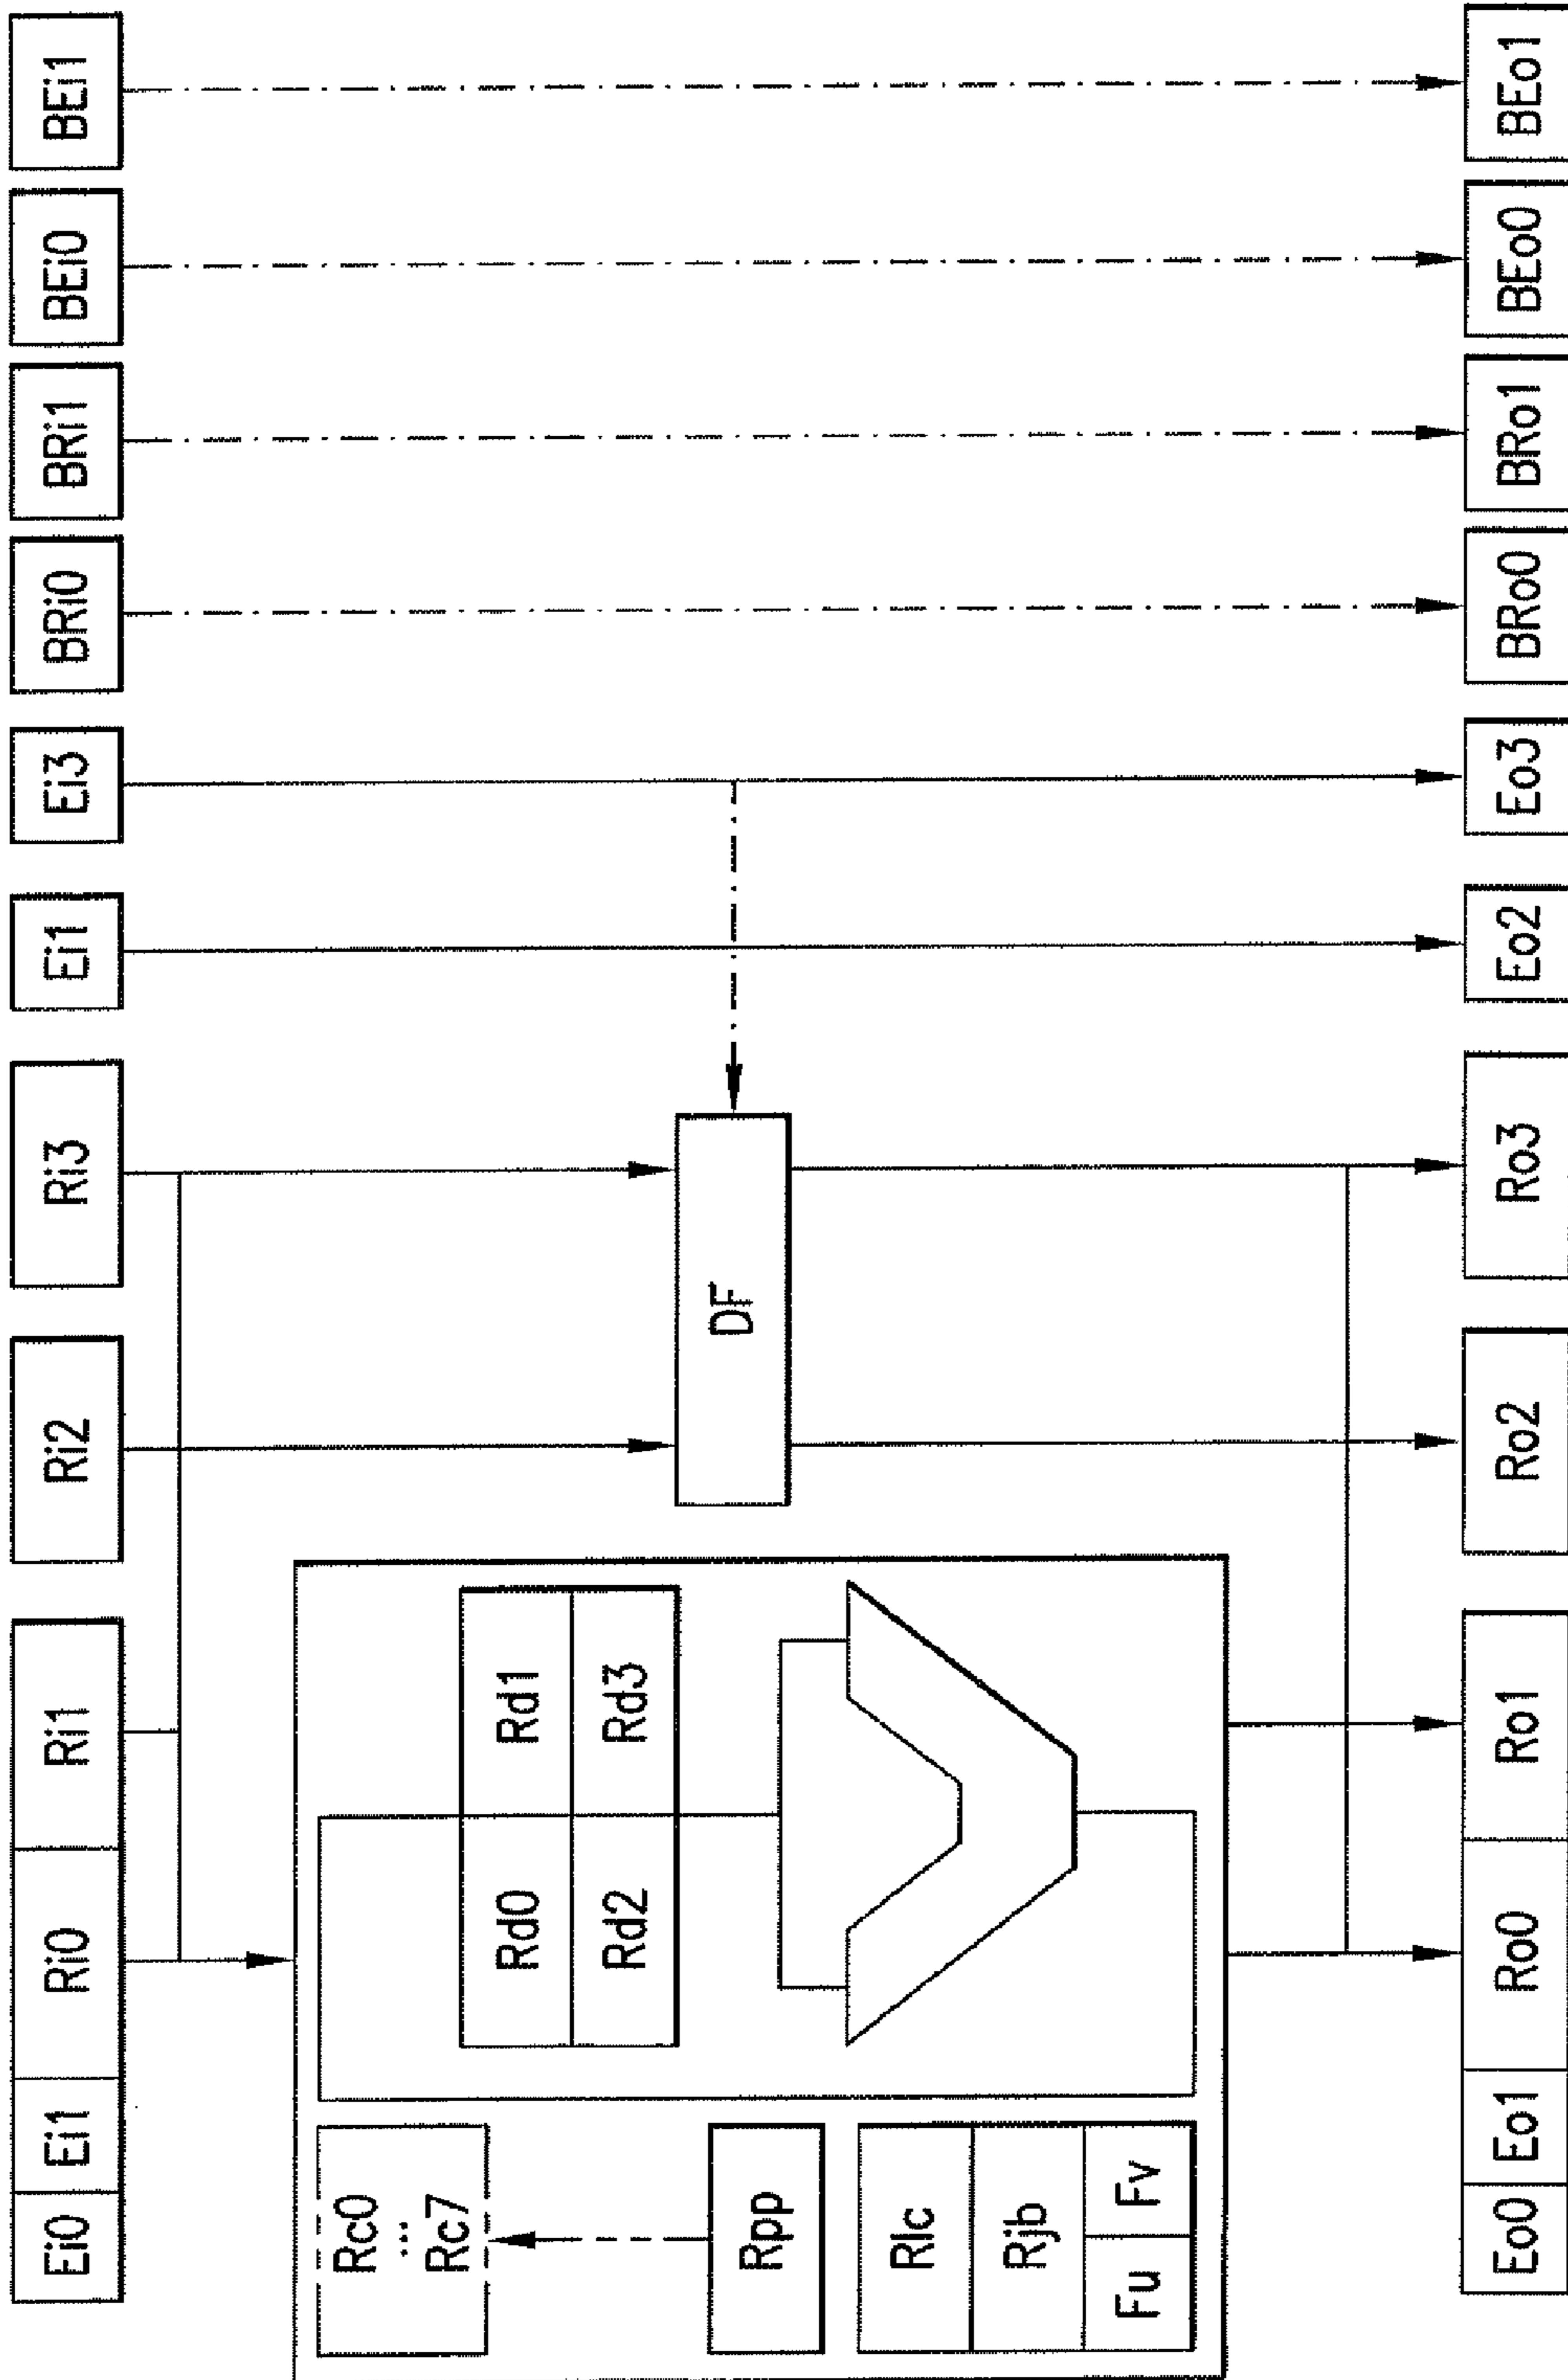 Ei0 Ei1 Ri0 Ri1 Ri2 Ri3 Ei1 Ei3 BRi0 BRi1 BEi0 BEi1
Rc0
...
Rc7
Rd0 Rd1
Rd2 Rd3
DF
Rpp
Rlc
Rjb
Fu Fv
Eo0 Eo1 Ro0 Ro1 Ro2 Ro3 Eo2 Eo3 BRo0 BRo1 BEo0 BEo1